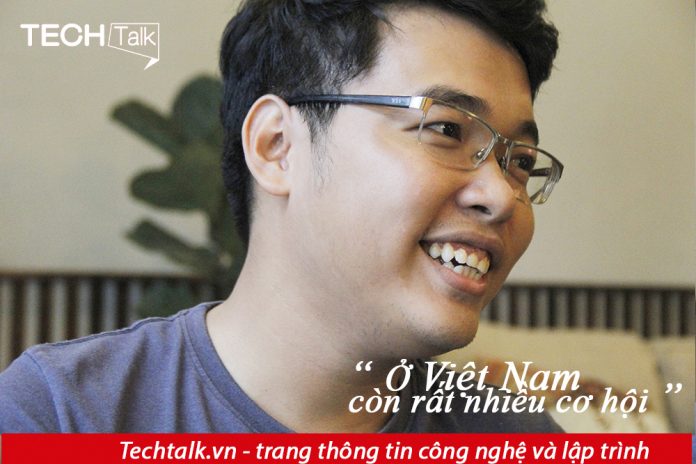 TECH Talk
“ Ở Việt Nam
còn rất nhiều cơ hội ”
Techtalk.vn - trang thông tin công nghệ và lập trình